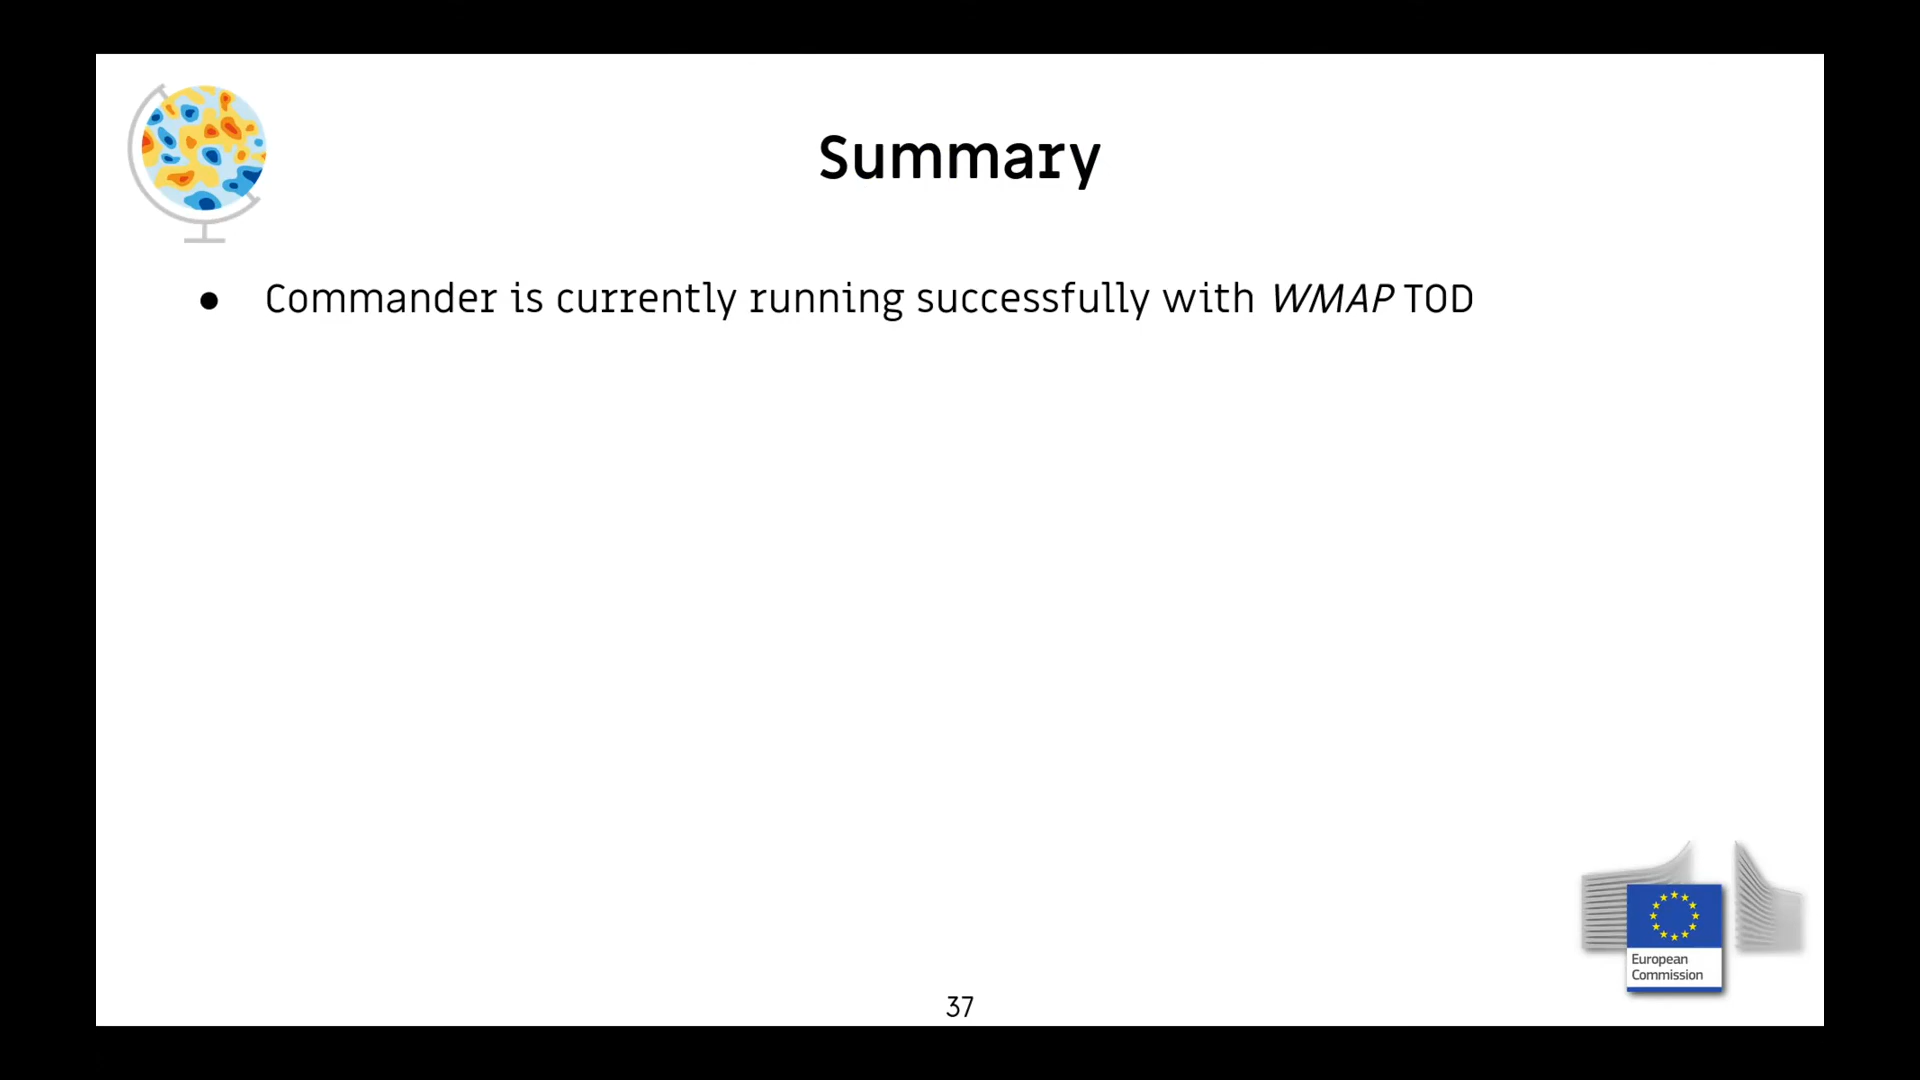 Summary
● Commander is currently running successfully with WMAP TOD
European
Commission
37